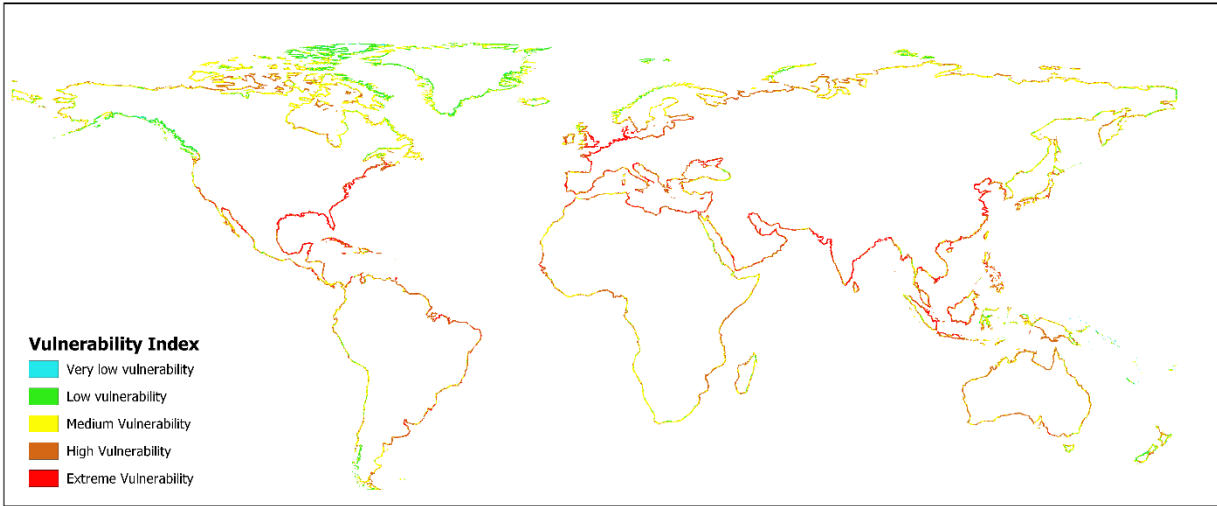 Vulnerability Index
Very low vulnerability
Low vulnerability
Medium Vulnerability
High Vulnerability
Extreme Vulnerability